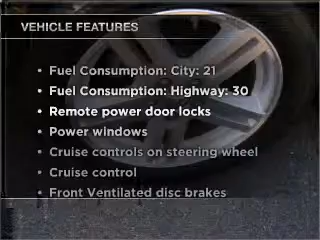 VEHICLE FEATURES
• Fuel Consumption: City: 21
• Fuel Consumption: Highway: 30
• Remote power door locks
• Power windows
• Cruise controls on steering wheel
• Cruise control
• Front Ventilated disc brakes